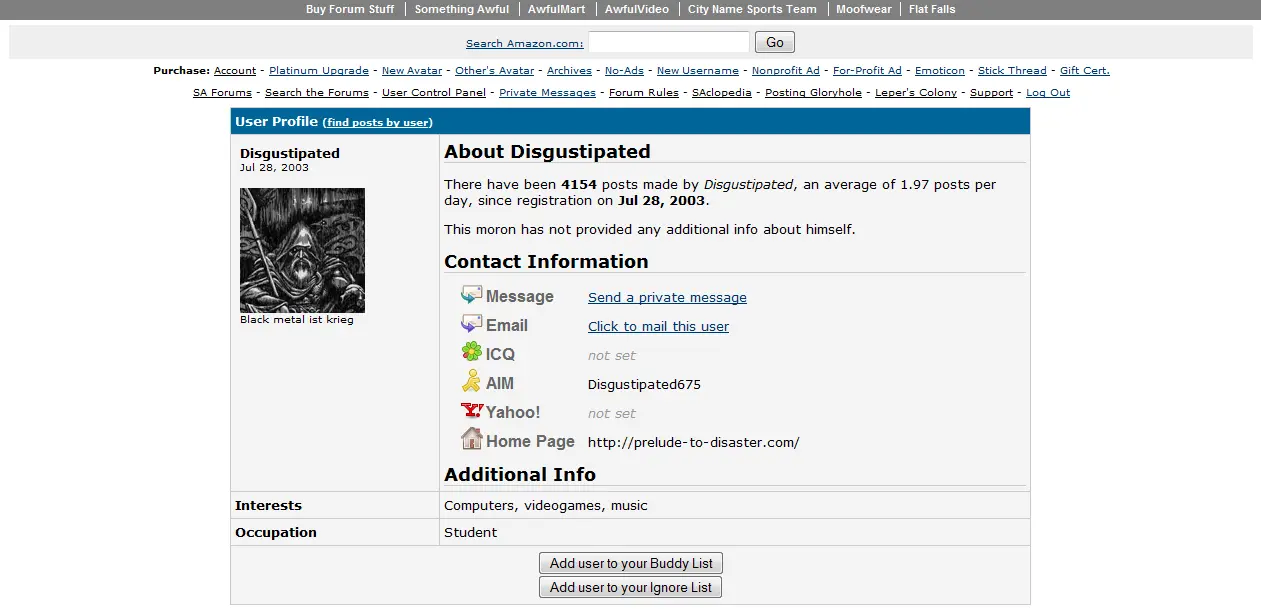 Buy Forum Stuff | Something Awful | AwfulMart | AwfulVideo | City Name Sports Team | Moofwear | Flat Falls
Search Amazon.com: Go
Purchase: Account - Platinum Upgrade - New Avatar - Other's Avatar - Archives - No-Ads - New Username - Nonprofit Ad - For-Profit Ad - Emoticon - Stick Thread - Gift Cert.
SA Forums - Search the Forums - User Control Panel - Private Messages - Forum Rules - SAclopedia - Posting Gloryhole - Leper's Colony - Support - Log Out
User Profile (find posts by user)
Disgustipated
Jul 28, 2003
Black metal ist krieg
About Disgustipated
There have been 4154 posts made by Disgustipated, an average of 1.97 posts per
day, since registration on Jul 28, 2003.
This moron has not provided any additional info about himself.
Contact Information
Message Send a private message
Email Click to mail this user
ICQ not set
AIM Disgustipated675
Yahoo! not set
Home Page http://prelude-to-disaster.com/
Additional Info
Interests Computers, videogames, music
Occupation Student
Add user to your Buddy List
Add user to your Ignore List